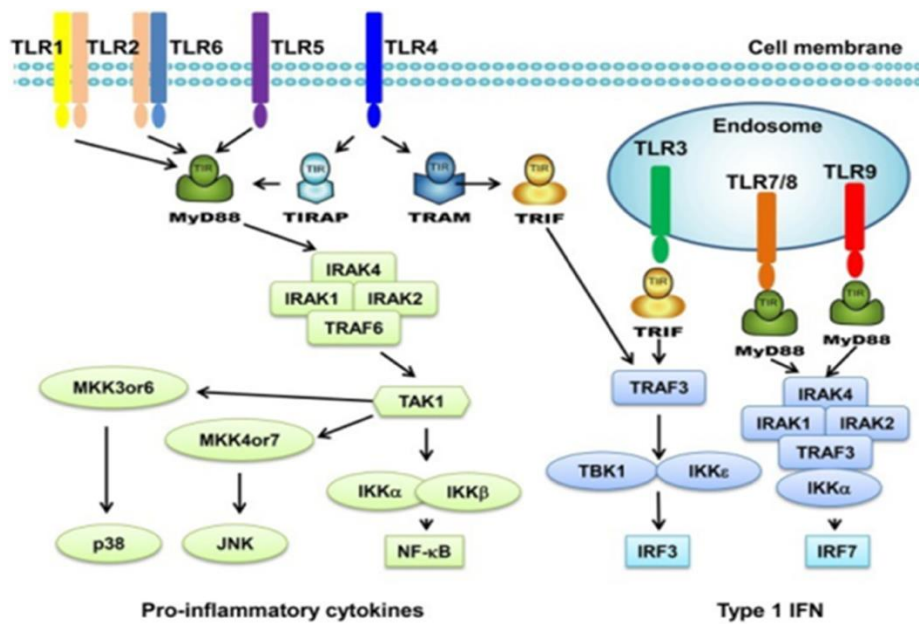 TLR1
TLR2
TLR6
TLR5
TLR4
Cell membrane
Endosome
TLR3
TLR7/8
TLR9
TIR
MyD88
TIR
TIRAP
TIR
TRAM
TIR
TRIF
TIR
TRIF
TIR
MyD88
TIR
MyD88
IRAK4
IRAK1
IRAK2
TRAF6
TAK1
MKK3or6
MKK4or7
IKKα
IKKβ
p38
JNK
NF-κB
TRAF3
TBK1
IKKε
IRF3
IRAK4
IRAK1
IRAK2
TRAF3
IKKα
IRF7
Pro-inflammatory cytokines
Type 1 IFN